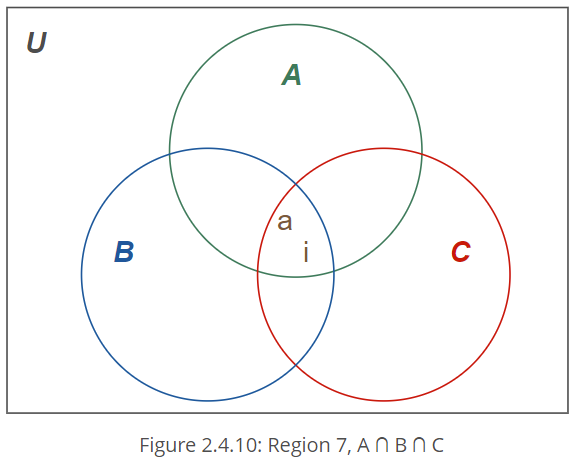 U
A
a
B
i
C
Figure 2.4.10: Region 7, A ∩ B ∩ C